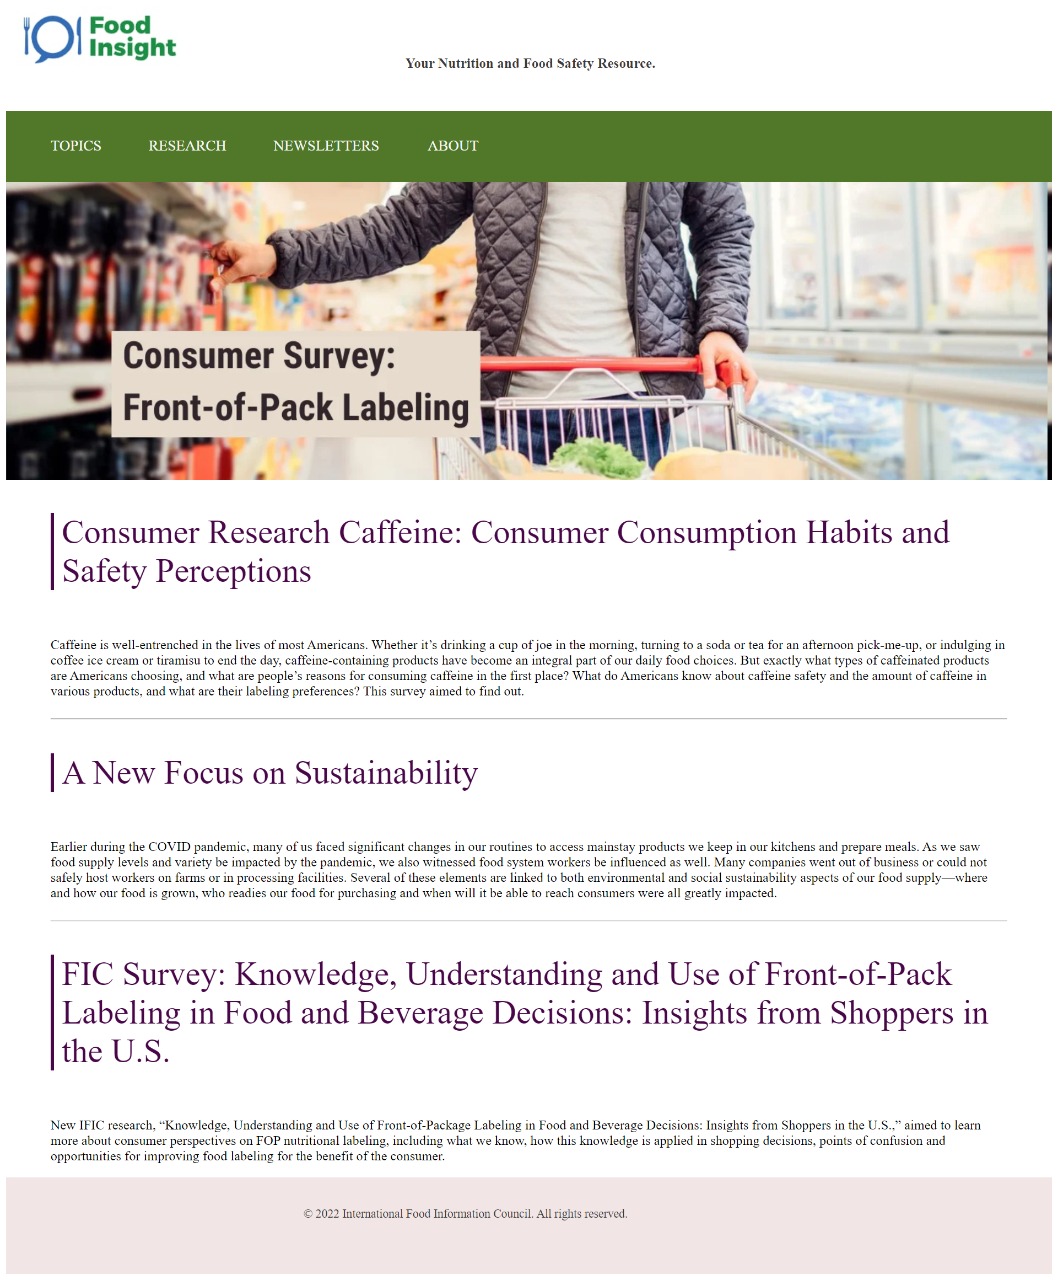 Food
Insight
Your Nutrition and Food Safety Resource.
TOPICS RESEARCH NEWSLETTERS ABOUT
Consumer Survey:
Front-of-Pack Labeling
Consumer Research Caffeine: Consumer Consumption Habits and
Safety Perceptions
Caffeine is well-entrenched in the lives of most Americans. Whether it’s drinking a cup of joe in the morning, turning to a soda or tea for an afternoon pick-me-up, or indulging in
coffee ice cream or tiramisu to end the day, caffeine-containing products have become an integral part of our daily food choices. But exactly what types of caffeinated products
are Americans choosing, and what are people’s reasons for consuming caffeine in the first place? What do Americans know about caffeine safety and the amount of caffeine in
various products, and what are their labeling preferences? This survey aimed to find out.
A New Focus on Sustainability
Earlier during the COVID pandemic, many of us faced significant changes in our routines to access mainstay products we keep in our kitchens and prepare meals. As we saw
food supply levels and variety be impacted by the pandemic, we also witnessed food system workers be influenced as well. Many companies went out of business or could not
safely host workers on farms or in processing facilities. Several of these elements are linked to both environmental and social sustainability aspects of our food supply—where
and how our food is grown, who readies our food for purchasing and when will it be able to reach consumers were all greatly impacted.
FIC Survey: Knowledge, Understanding and Use of Front-of-Pack
Labeling in Food and Beverage Decisions: Insights from Shoppers in
the U.S.
New IFIC research, “Knowledge, Understanding and Use of Front-of-Package Labeling in Food and Beverage Decisions: Insights from Shoppers in the U.S.,” aimed to learn
more about consumer perspectives on FOP nutritional labeling, including what we know, how this knowledge is applied in shopping decisions, points of confusion and
opportunities for improving food labeling for the benefit of the consumer.
© 2022 International Food Information Council. All rights reserved.